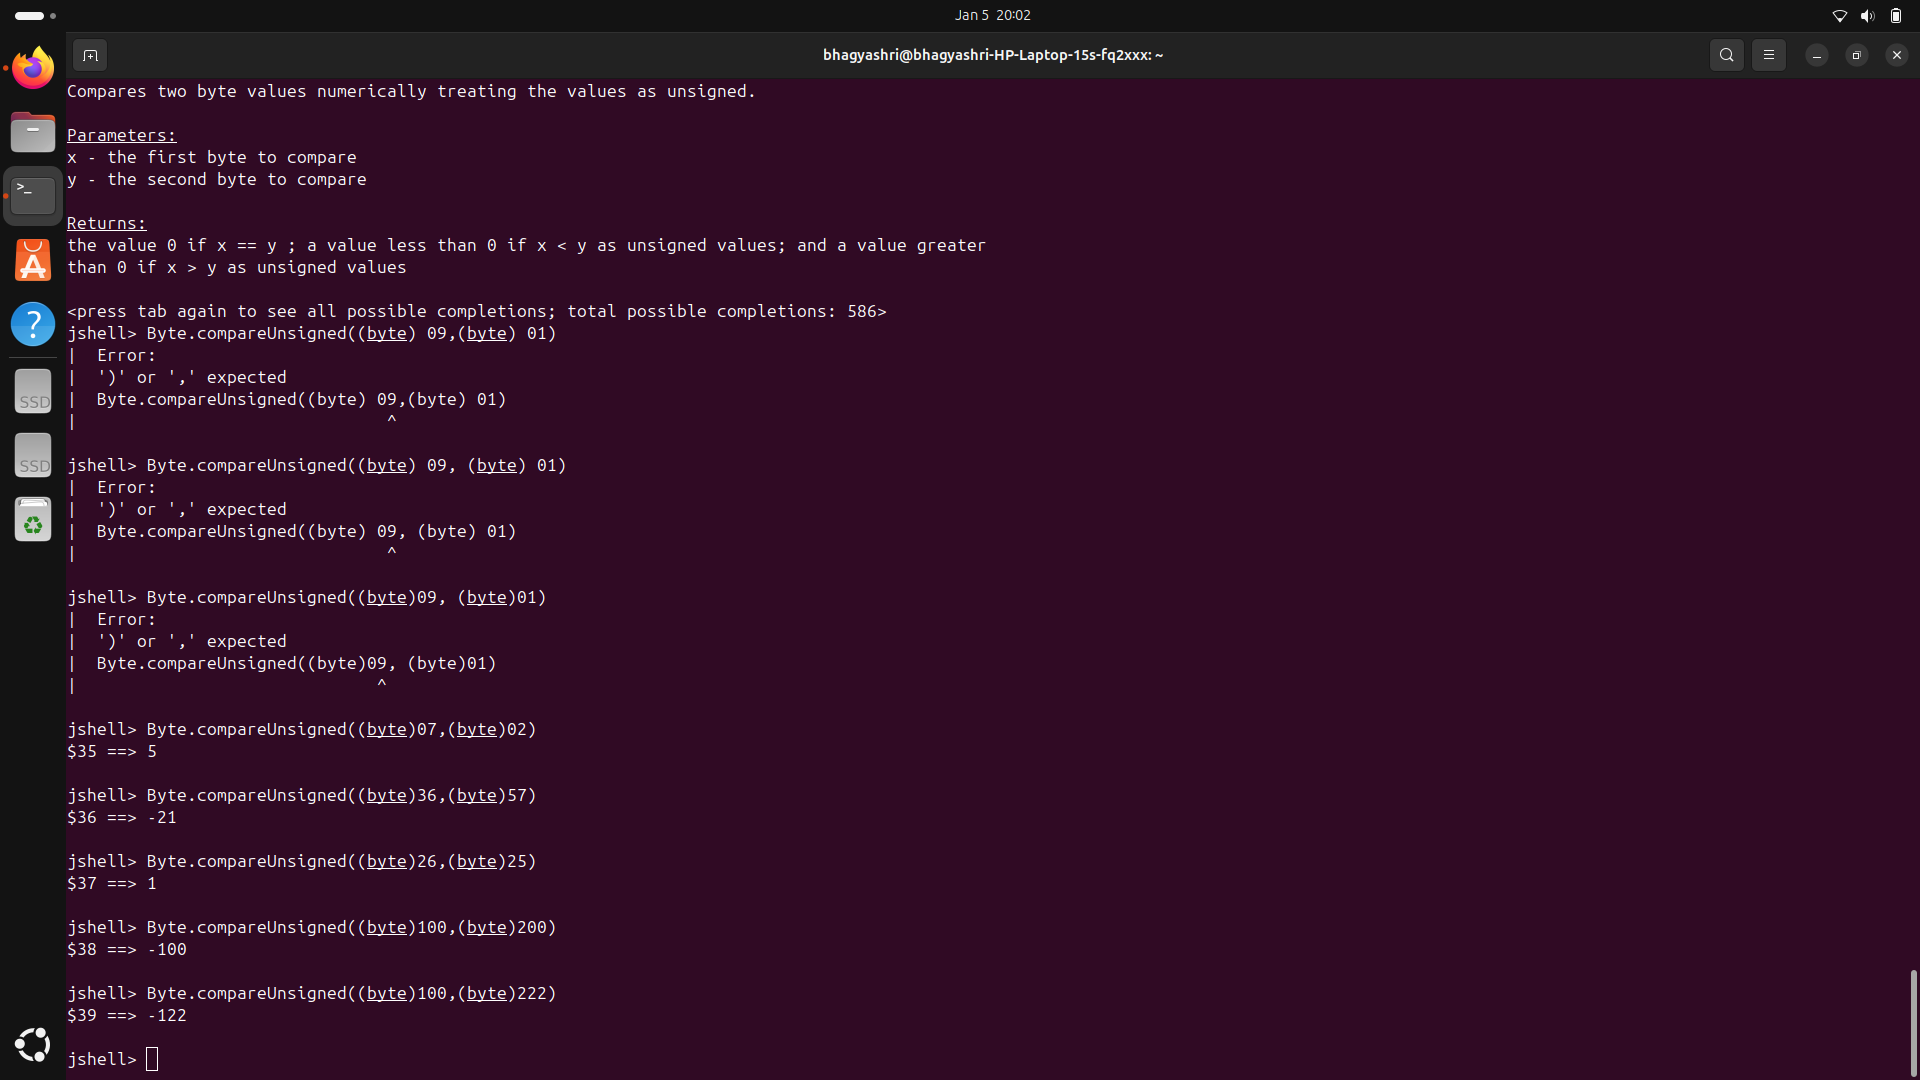 Jan 5 20:02
bhagyashri@bhagyashri-HP-Laptop-15s-fq2xxx: ~
Compares two byte values numerically treating the values as unsigned.
Parameters:
x - the first byte to compare
y - the second byte to compare
Returns:
the value 0 if x == y ; a value less than 0 if x < y as unsigned values; and a value greater
than 0 if x > y as unsigned values
<press tab again to see all possible completions; total possible completions: 586>
jshell> Byte.compareUnsigned((byte) 09,(byte) 01)
|  Error:
|  ')' or ',' expected
|  Byte.compareUnsigned((byte) 09,(byte) 01)
|                               ^
jshell> Byte.compareUnsigned((byte) 09, (byte) 01)
|  Error:
|  ')' or ',' expected
|  Byte.compareUnsigned((byte) 09, (byte) 01)
|                               ^
jshell> Byte.compareUnsigned((byte)09, (byte)01)
|  Error:
|  ')' or ',' expected
|  Byte.compareUnsigned((byte)09, (byte)01)
|                              ^
jshell> Byte.compareUnsigned((byte)07,(byte)02)
$35 ==> 5
jshell> Byte.compareUnsigned((byte)36,(byte)57)
$36 ==> -21
jshell> Byte.compareUnsigned((byte)26,(byte)25)
$37 ==> 1
jshell> Byte.compareUnsigned((byte)100,(byte)200)
$38 ==> -100
jshell> Byte.compareUnsigned((byte)100,(byte)222)
$39 ==> -122
jshell>
>_
A
?
SSD
SSD